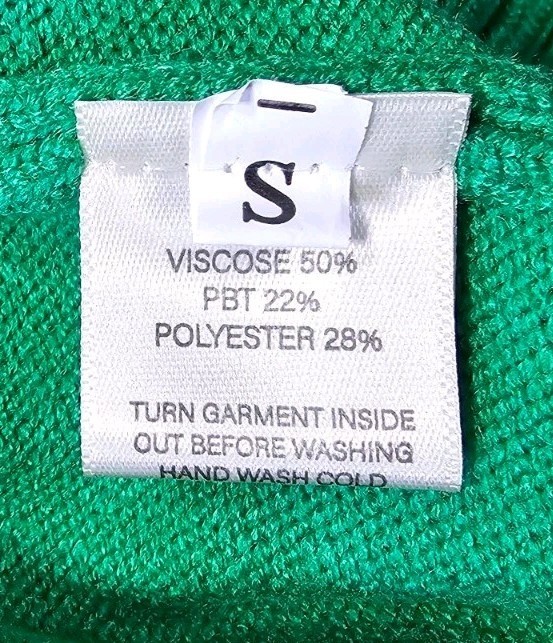 S
VISCOSE 50%
PBT 22%
POLYESTER 28%
TURN GARMENT INSIDE
OUT BEFORE WASHING
HAND WASH COLD